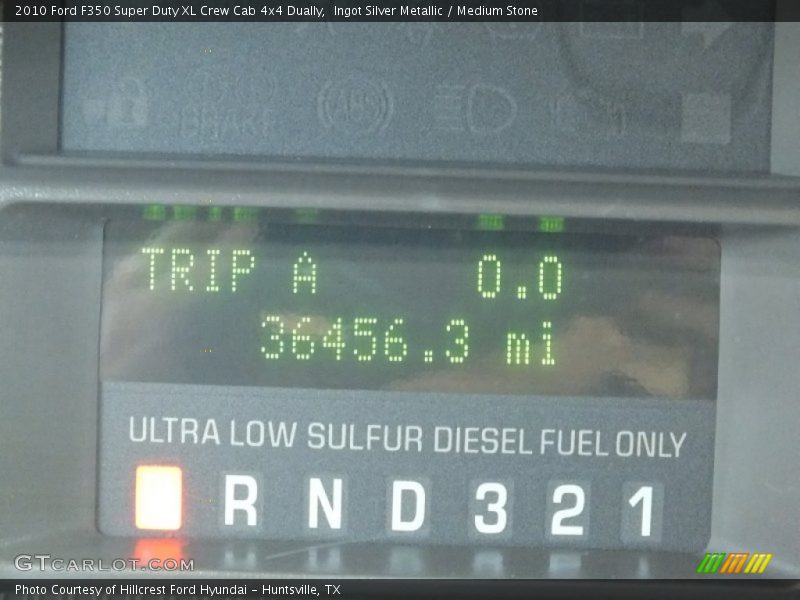 2010 Ford F350 Super Duty XL Crew Cab 4x4 Dually,  Ingot Silver Metallic / Medium Stone
BRAKE
ABS
TRIP A 0.0
36456.3 mi
ULTRA LOW SULFUR DIESEL FUEL ONLY
R N D 3 2 1
GTCARLOT.COM
Photo Courtesy of Hillcrest Ford Hyundai - Huntsville, TX